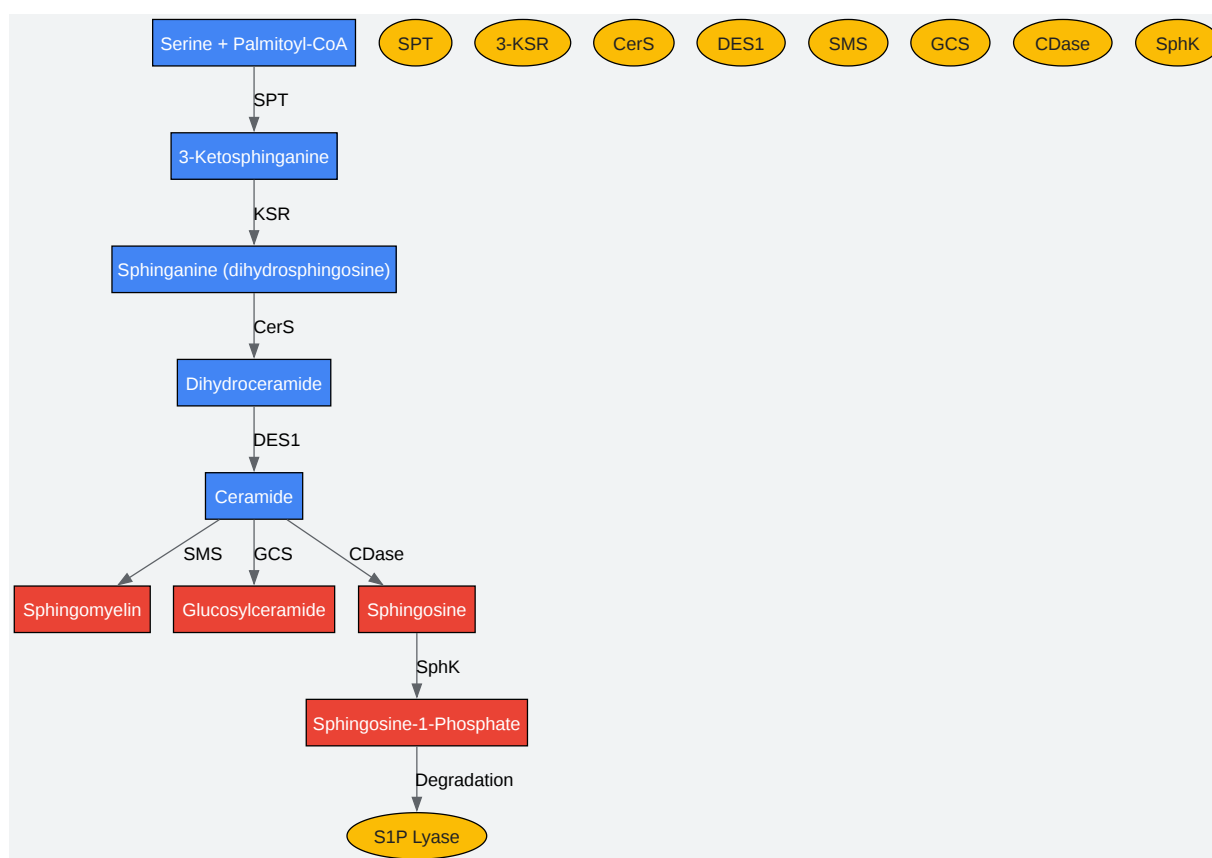 Serine + Palmitoyl-CoA
SPT
3-KSR
CerS
DES1
SMS
GCS
CDase
SphK
SPT
3-Ketosphinganine
KSR
Sphinganine (dihydrosphingosine)
CerS
Dihydroceramide
DES1
Ceramide
SMS
GCS
CDase
Sphingomyelin
Glucosylceramide
Sphingosine
SphK
Sphingosine-1-Phosphate
Degradation
S1P Lyase